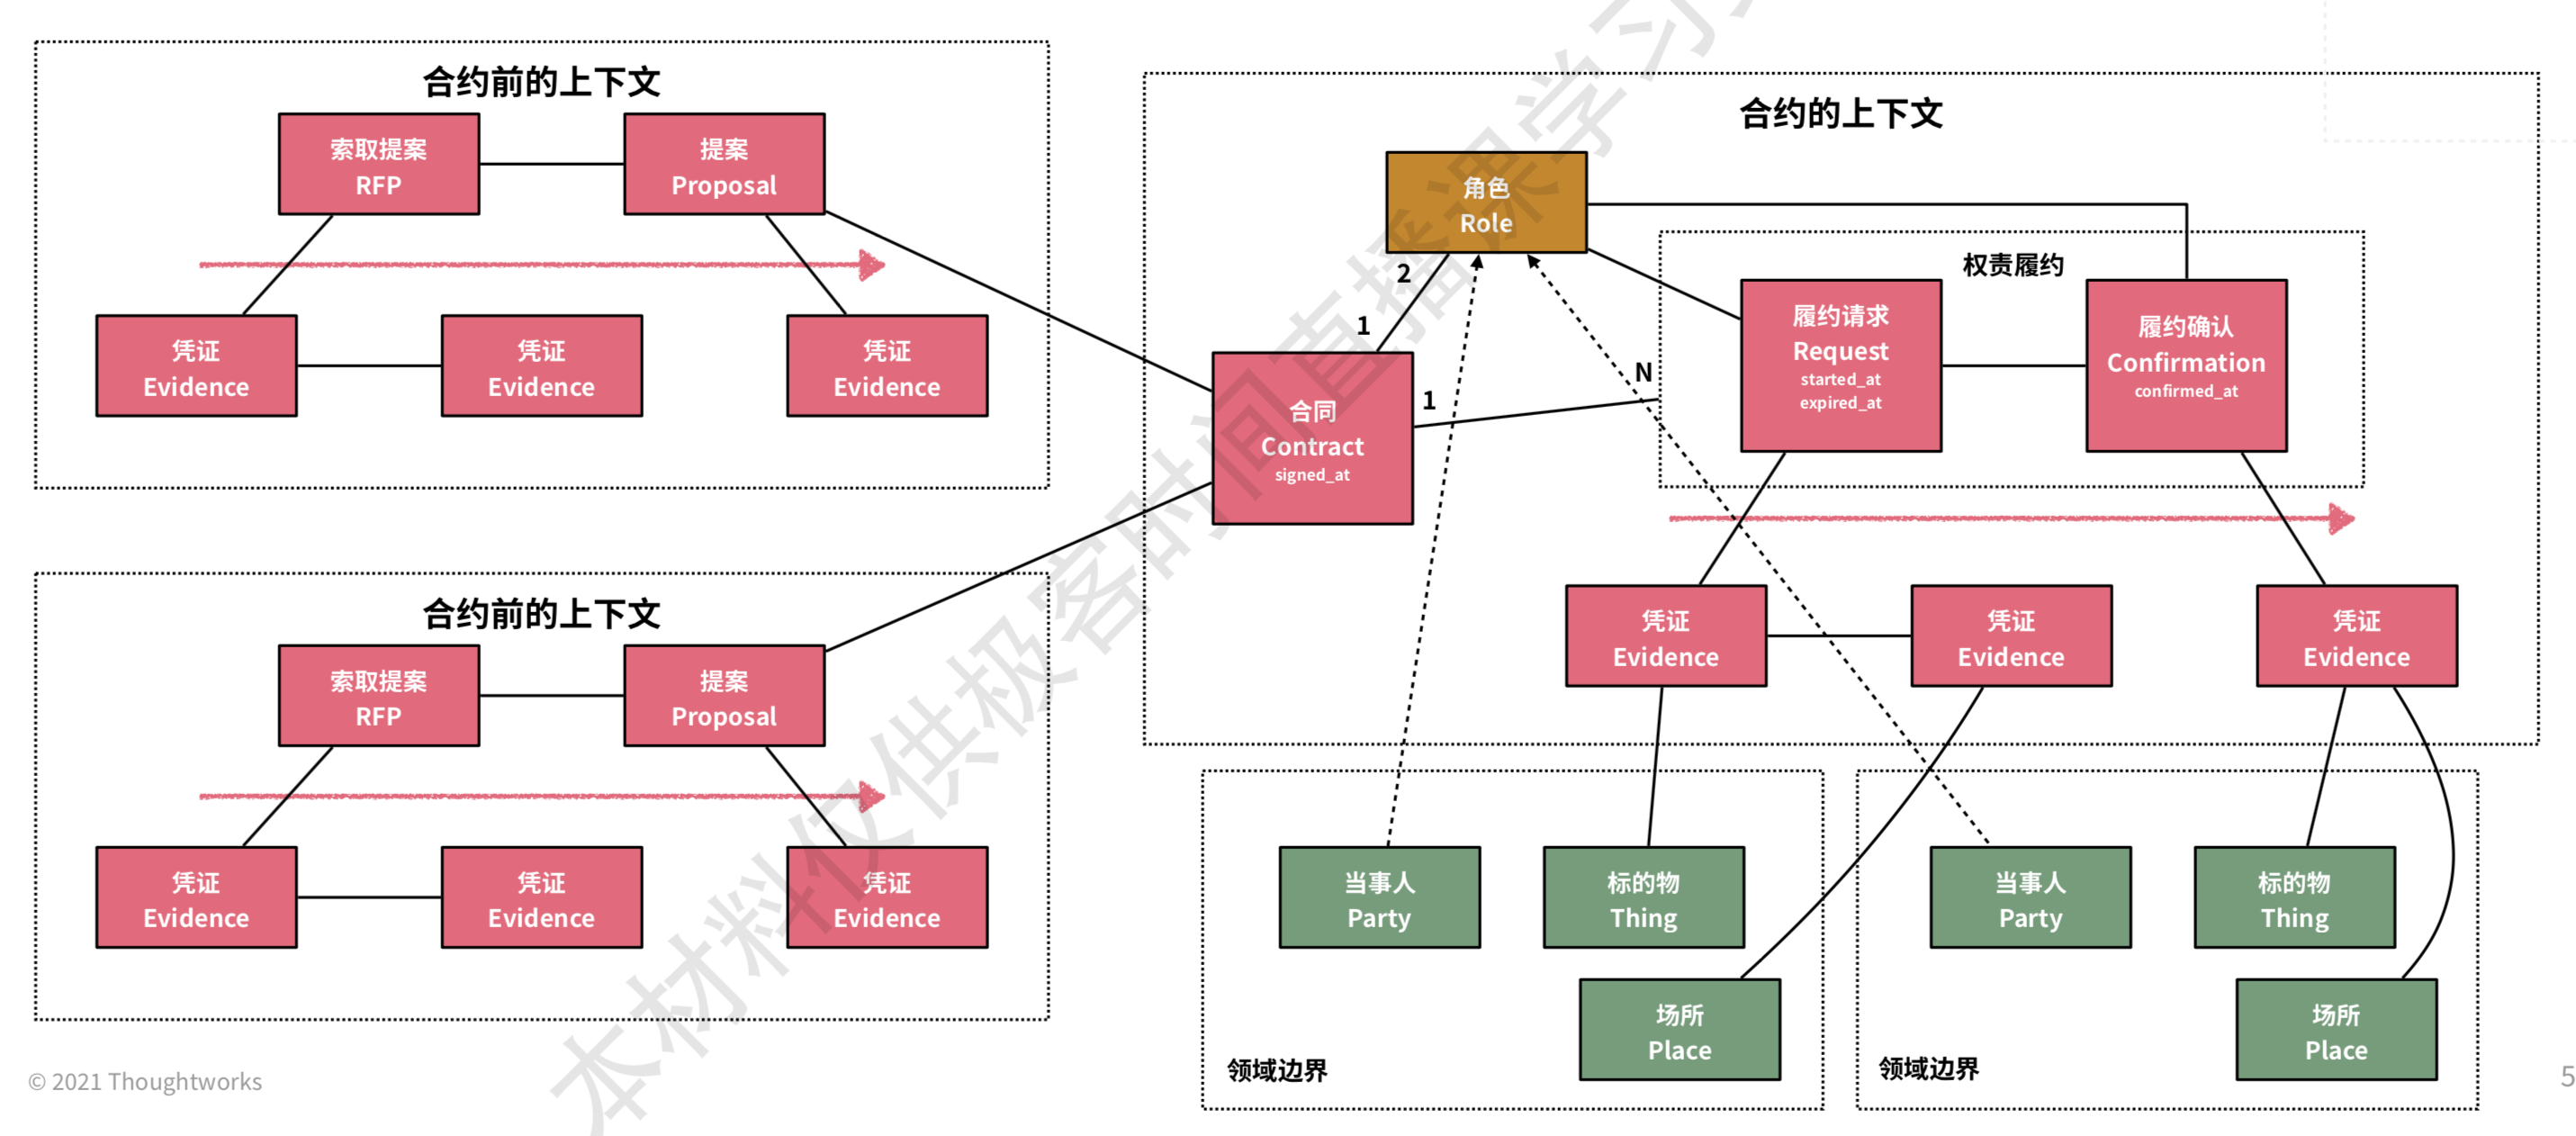 合约前的上下文
索取提案
RFP
提案
Proposal
凭证
Evidence
凭证
Evidence
凭证
Evidence
合约前的上下文
索取提案
RFP
提案
Proposal
凭证
Evidence
凭证
Evidence
凭证
Evidence
合约的上下文
角色
Role
2
1
合同
Contract
signed_at
1
N
权责履约
履约请求
Request
started_at
expired_at
履约确认
Confirmation
confirmed_at
凭证
Evidence
凭证
Evidence
凭证
Evidence
当事人
Party
标的物
Thing
场所
Place
领域边界
当事人
Party
标的物
Thing
场所
Place
领域边界
本材料仅供极客时间直播课学习
© 2021 Thoughtworks
5